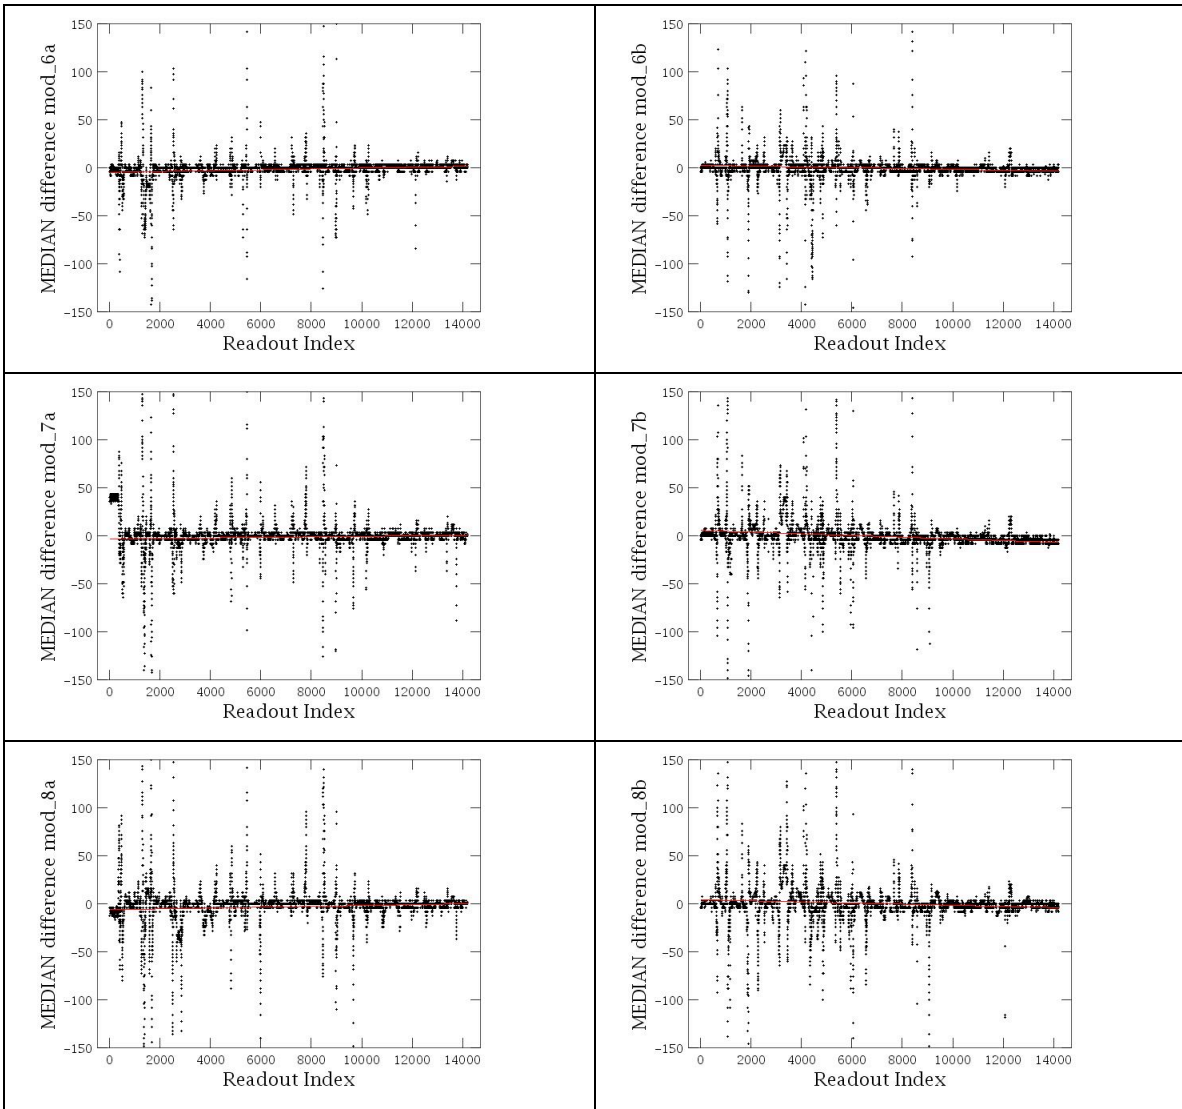 150
100
50
0
−50
−100
−150
MEDIAN difference mod_6a
0 2000 4000 6000 8000 10000 12000 14000
Readout Index
150
100
50
0
−50
−100
−150
MEDIAN difference mod_6b
0 2000 4000 6000 8000 10000 12000 14000
Readout Index
150
100
50
0
−50
−100
−150
MEDIAN difference mod_7a
0 2000 4000 6000 8000 10000 12000 14000
Readout Index
150
100
50
0
−50
−100
−150
MEDIAN difference mod_7b
0 2000 4000 6000 8000 10000 12000 14000
Readout Index
150
100
50
0
−50
−100
−150
MEDIAN difference mod_8a
0 2000 4000 6000 8000 10000 12000 14000
Readout Index
150
100
50
0
−50
−100
−150
MEDIAN difference mod_8b
0 2000 4000 6000 8000 10000 12000 14000
Readout Index